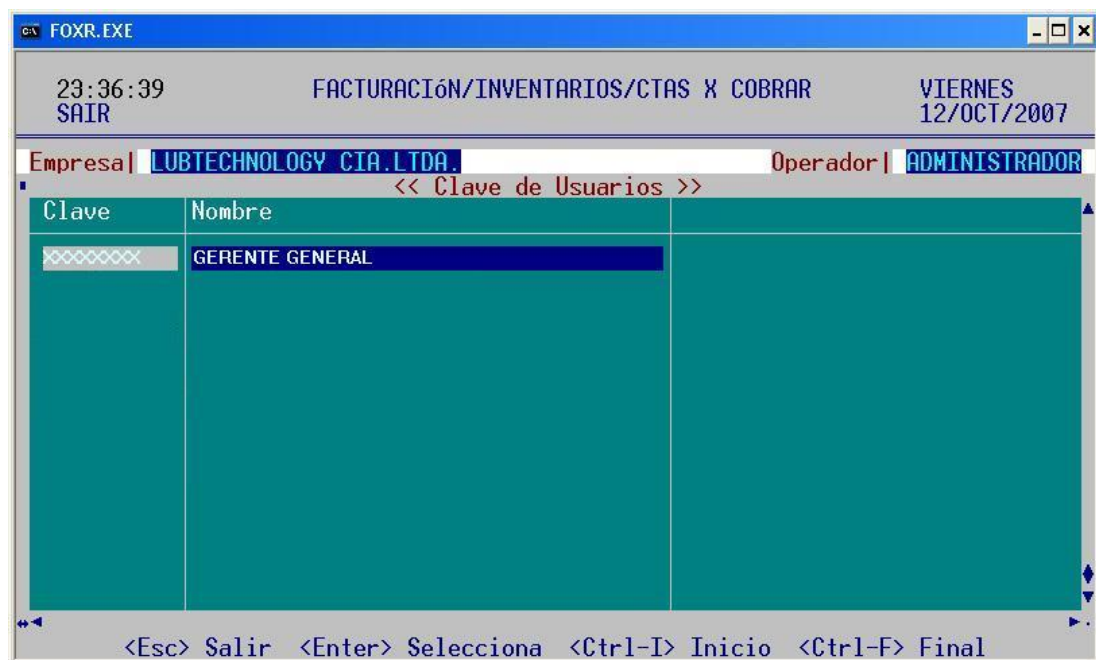 FOXR.EXE
23:36:39 FACTURACIóN/INVENTARIOS/CTAS X COBRAR VIERNES
SAIR 12/OCT/2007
Empresa| LUBTECHNOLOGY CIA.LTDA. Operador| ADMINISTRADOR
<< Clave de Usuarios >>
Clave Nombre
XXXXXXXX GERENTE GENERAL
<Esc> Salir <Enter> Selecciona <Ctrl-I> Inicio <Ctrl-F> Final